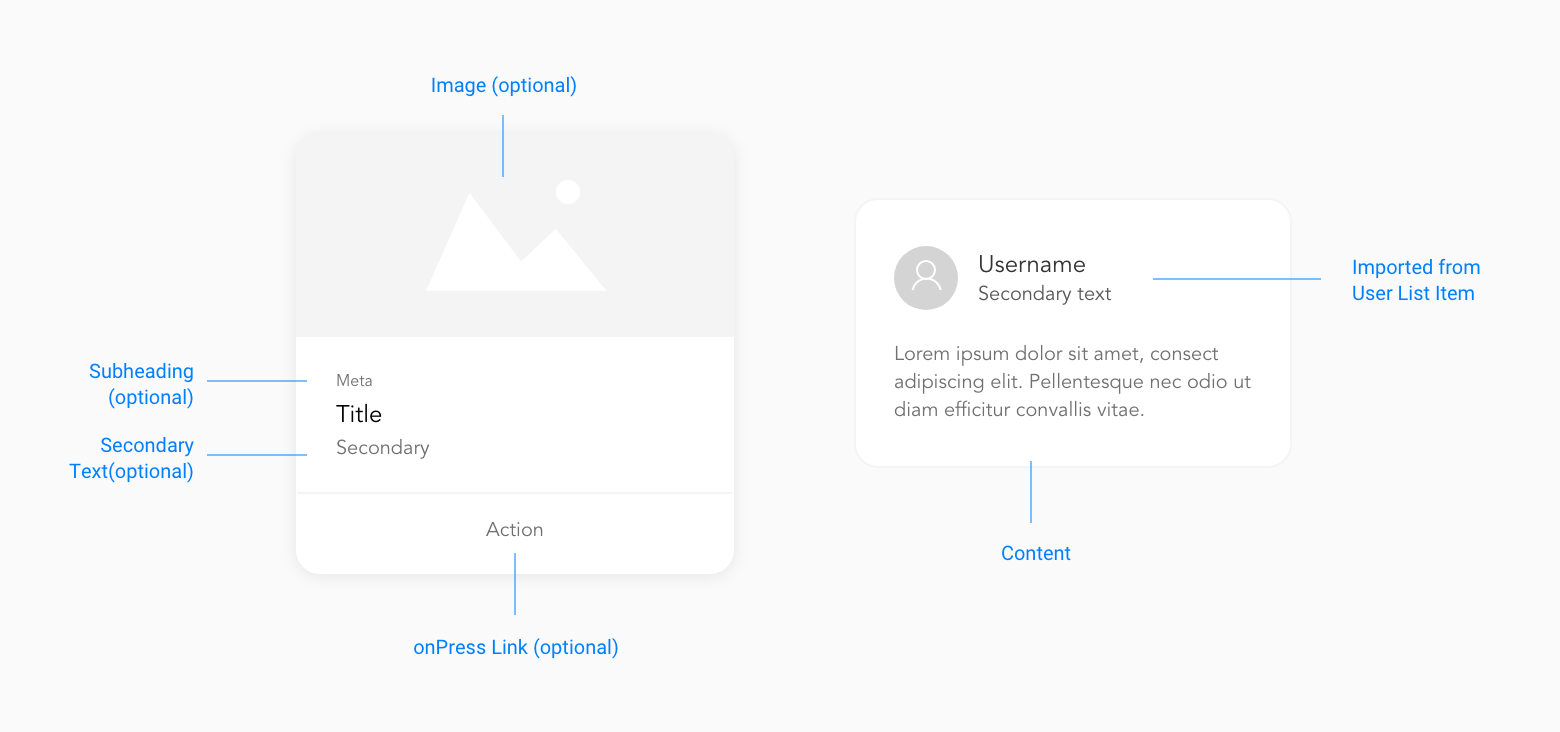 Image (optional)
Subheading
(optional)
Meta
Title
Secondary
Text(optional)
Secondary
Action
onPress Link (optional)
Username
Secondary text
Imported from
User List Item
Lorem ipsum dolor sit amet, consect
adipiscing elit. Pellentesque nec odio ut
diam efficitur convallis vitae.
Content